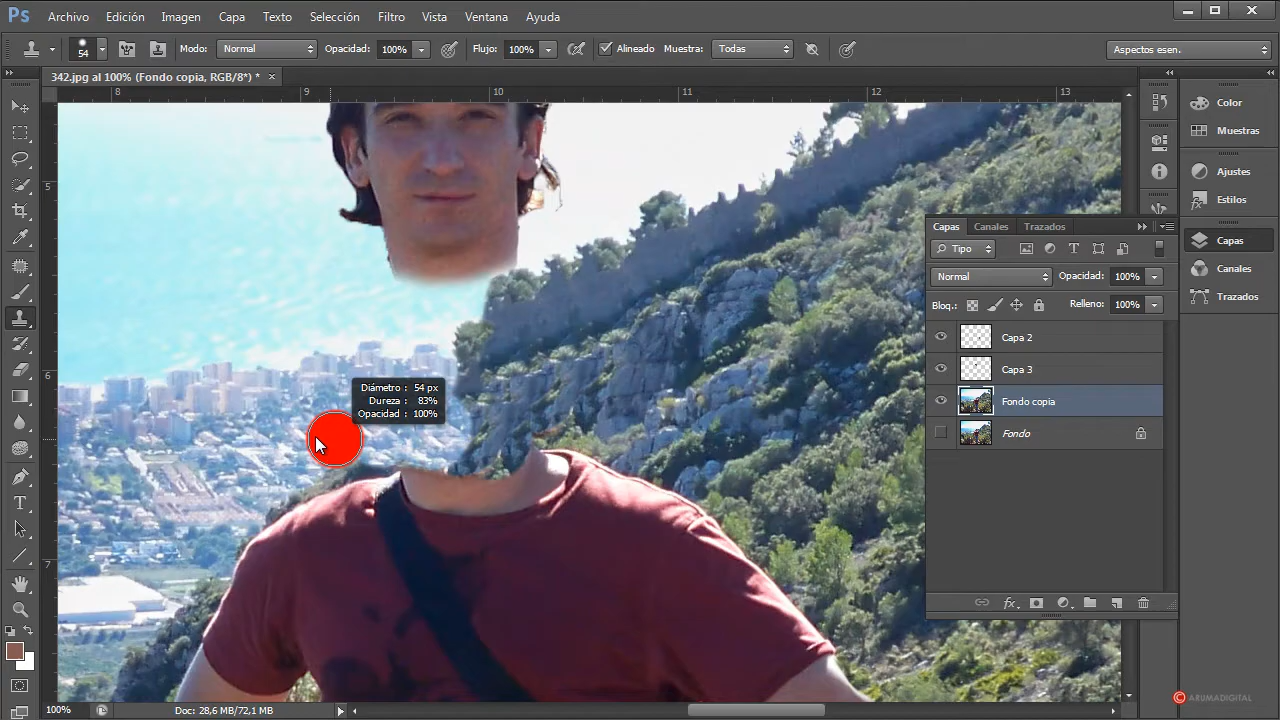 Ps Archivo Edición Imagen Capa Texto Selección Filtro Vista Ventana Ayuda
54 Modo: Normal Opacidad: 100% Flujo: 100% Alineado Muestra: Todas Aspectos esen.
342.jpg al 100% (Fondo copia, RGB/8*) * ×
8 9 10 11 12 13
5
6
7
Diámetro : 54 px
Dureza : 83%
Opacidad : 100%
Color
Muestras
Ajustes
Estilos
Capas
Canales
Trazados
Capas Canales Trazados
Tipo
Normal Opacidad: 100%
Bloq.: Relleno: 100%
Capa 2
Capa 3
Fondo copia
Fondo
fx
T
100% Doc: 28,6 MB/72,1 MB
© ARUMADIGITAL